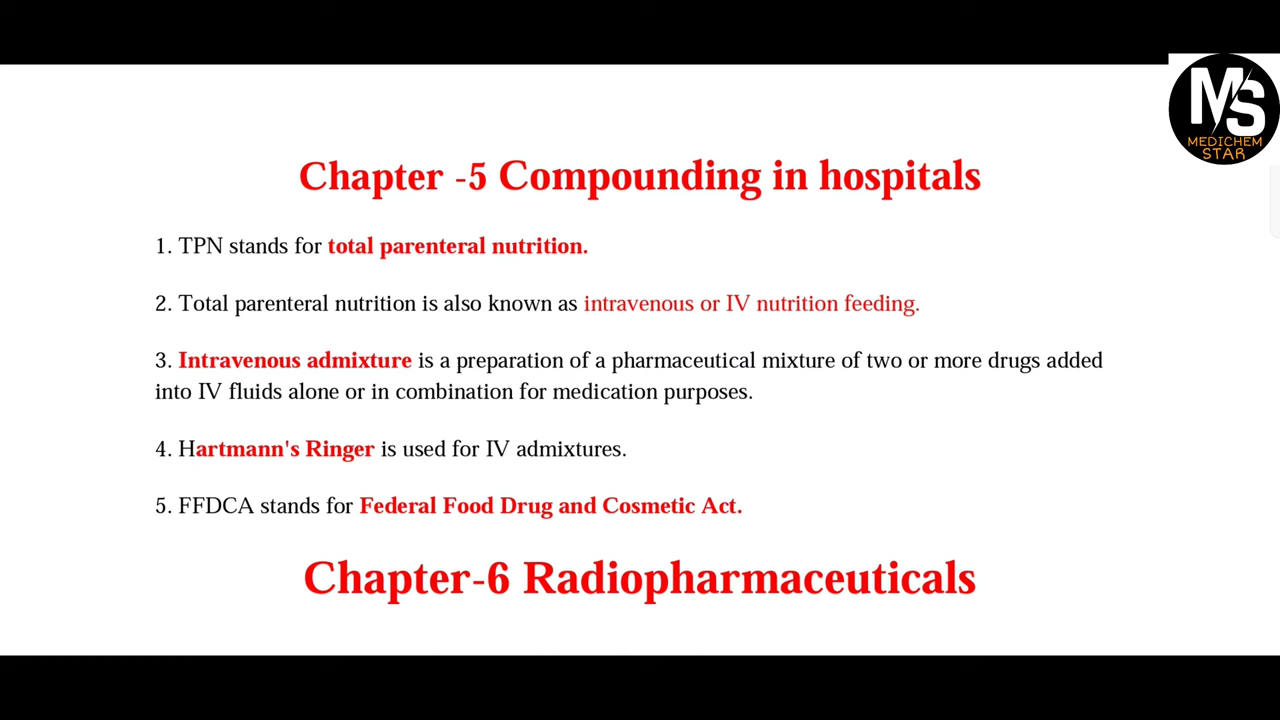 MS
MEDICHEM
STAR
Chapter -5 Compounding in hospitals
1. TPN stands for total parenteral nutrition.
2. Total parenteral nutrition is also known as intravenous or IV nutrition feeding.
3. Intravenous admixture is a preparation of a pharmaceutical mixture of two or more drugs added
into IV fluids alone or in combination for medication purposes.
4. Hartmann's Ringer is used for IV admixtures.
5. FFDCA stands for Federal Food Drug and Cosmetic Act.
Chapter-6 Radiopharmaceuticals